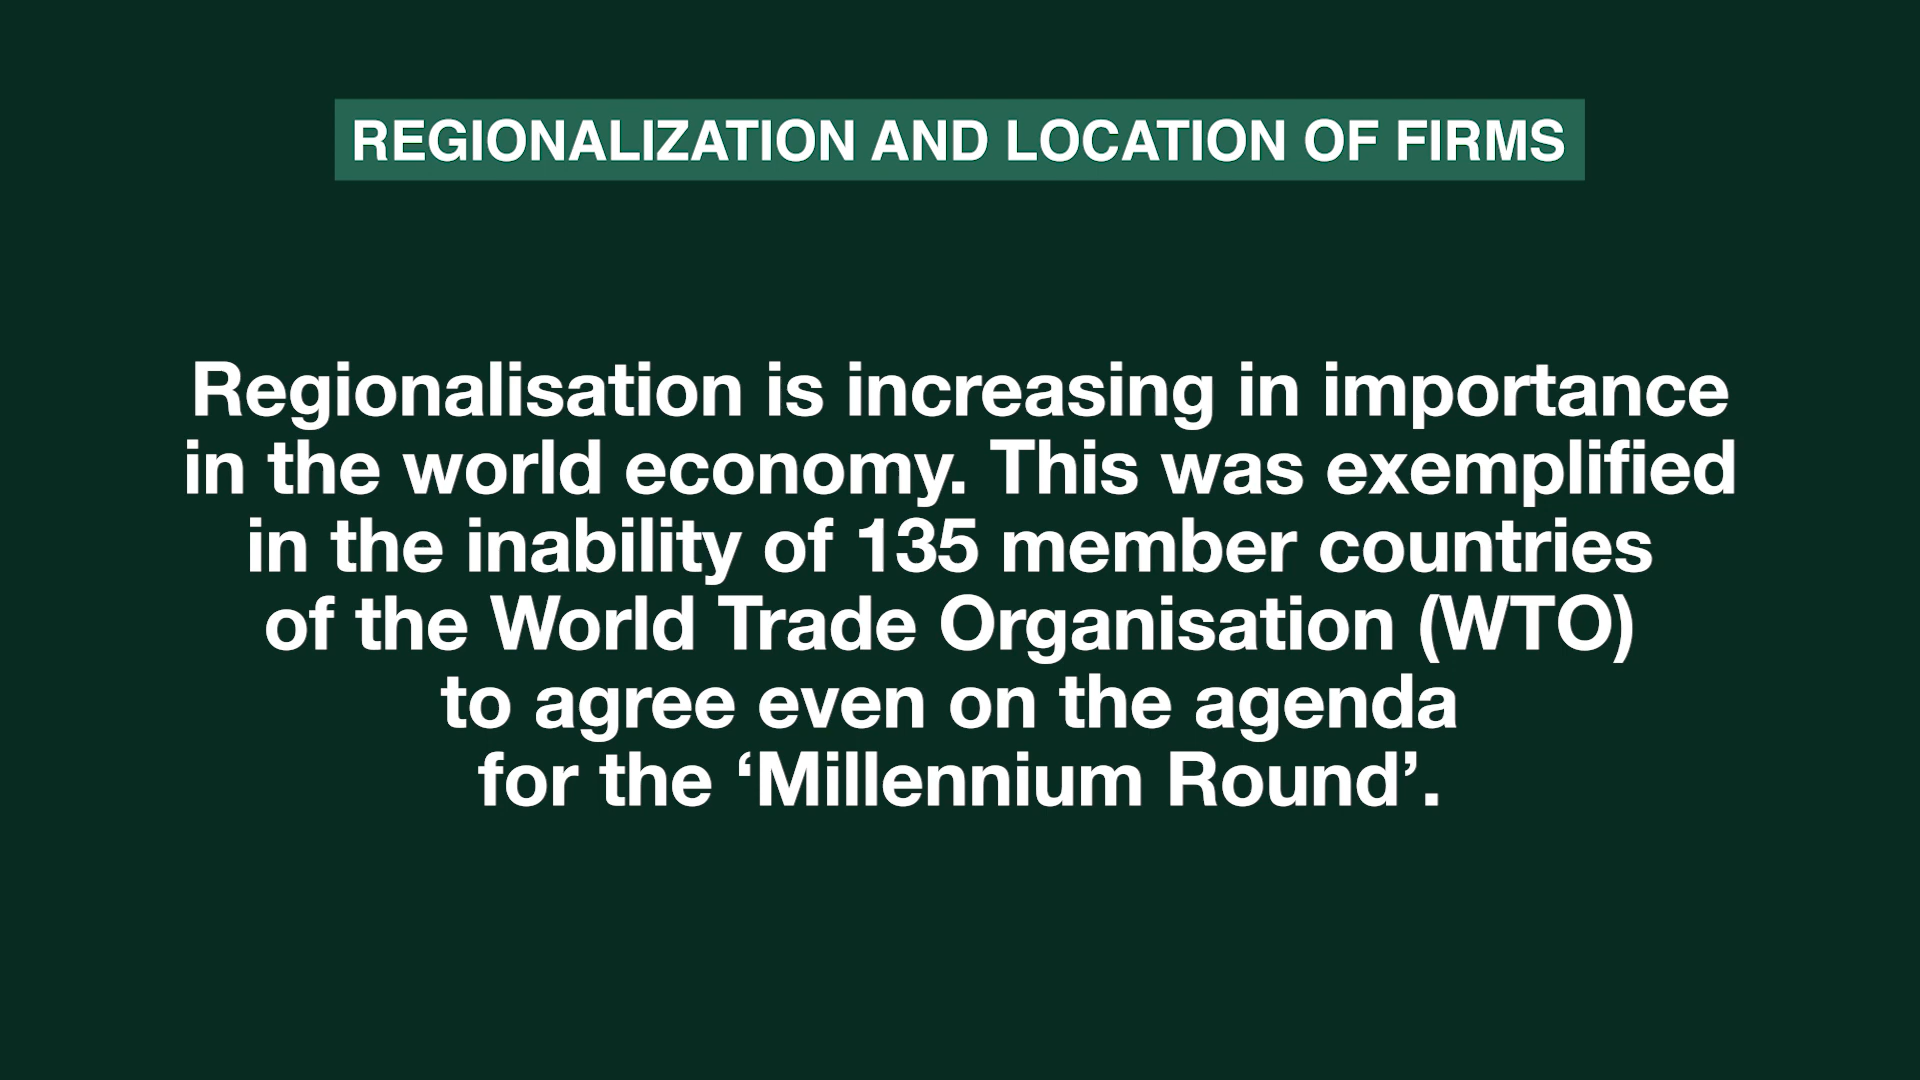 REGIONALIZATION AND LOCATION OF FIRMS
Regionalisation is increasing in importance
in the world economy. This was exemplified
in the inability of 135 member countries
of the World Trade Organisation (WTO)
to agree even on the agenda
for the ‘Millennium Round’.